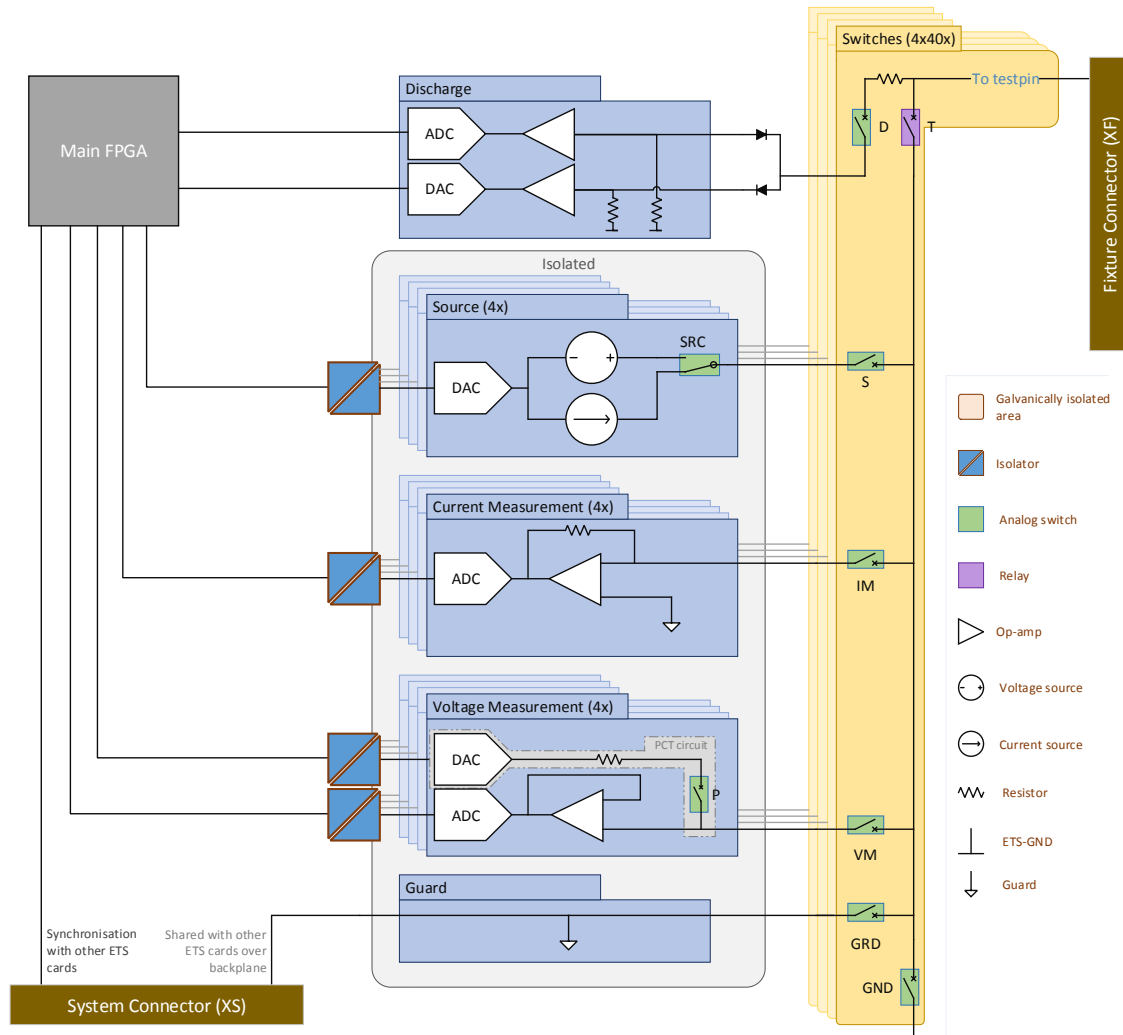 Switches (4x40x)
To testpin
Fixture Connector (XF)
Main FPGA
Discharge
ADC
DAC
D
T
Isolated
Source (4x)
SRC
DAC
S
Current Measurement (4x)
ADC
IM
Voltage Measurement (4x)
DAC
PCT circuit
P
ADC
VM
Guard
GRD
GND
Synchronisation
with other ETS
cards
Shared with other
ETS cards over
backplane
System Connector (XS)
Galvanically isolated
area
Isolator
Analog switch
Relay
Op-amp
Voltage source
Current source
Resistor
ETS-GND
Guard